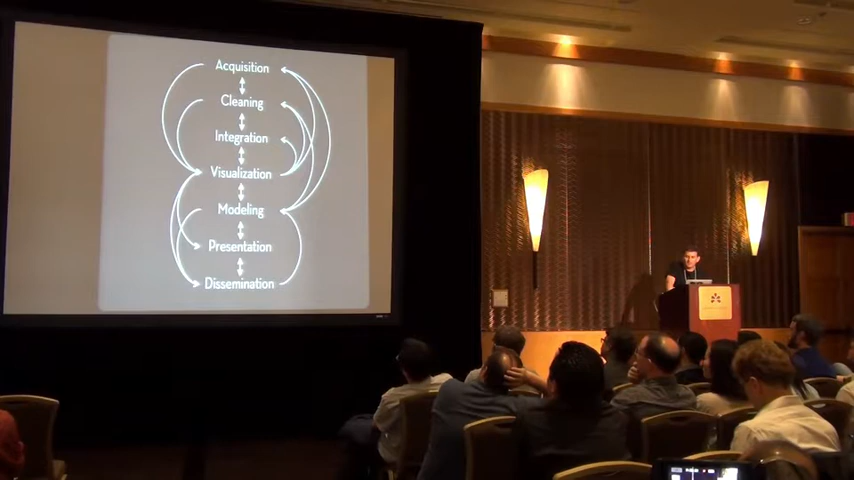 Acquisition
Cleaning
Integration
Visualization
Modeling
Presentation
Dissemination